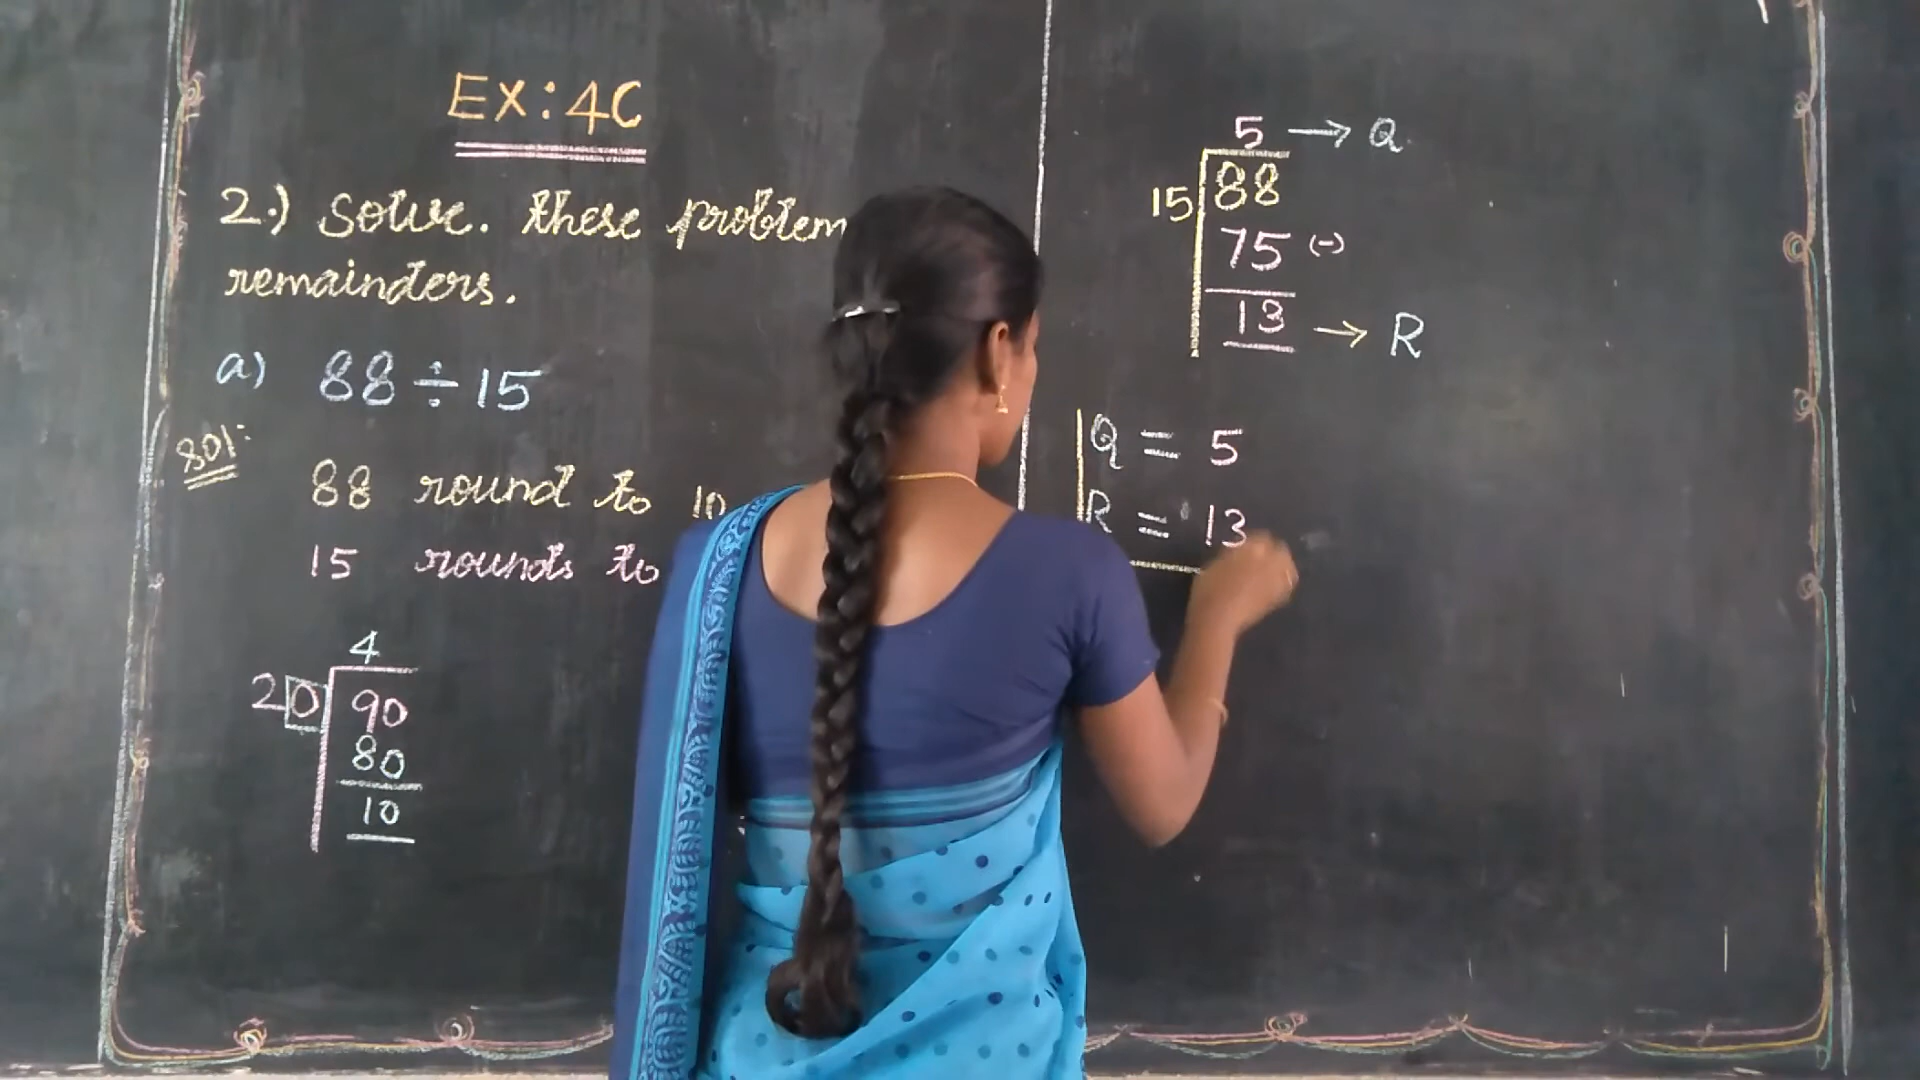 EX: 4C
2.) Solve. these problem
remainders.
a) 88 ÷ 15
Sol:
88 round to 10
15 rounds to
4
20 90
80
10
5 → Q
15 88
75 (-)
13 → R
Q = 5
R = 13